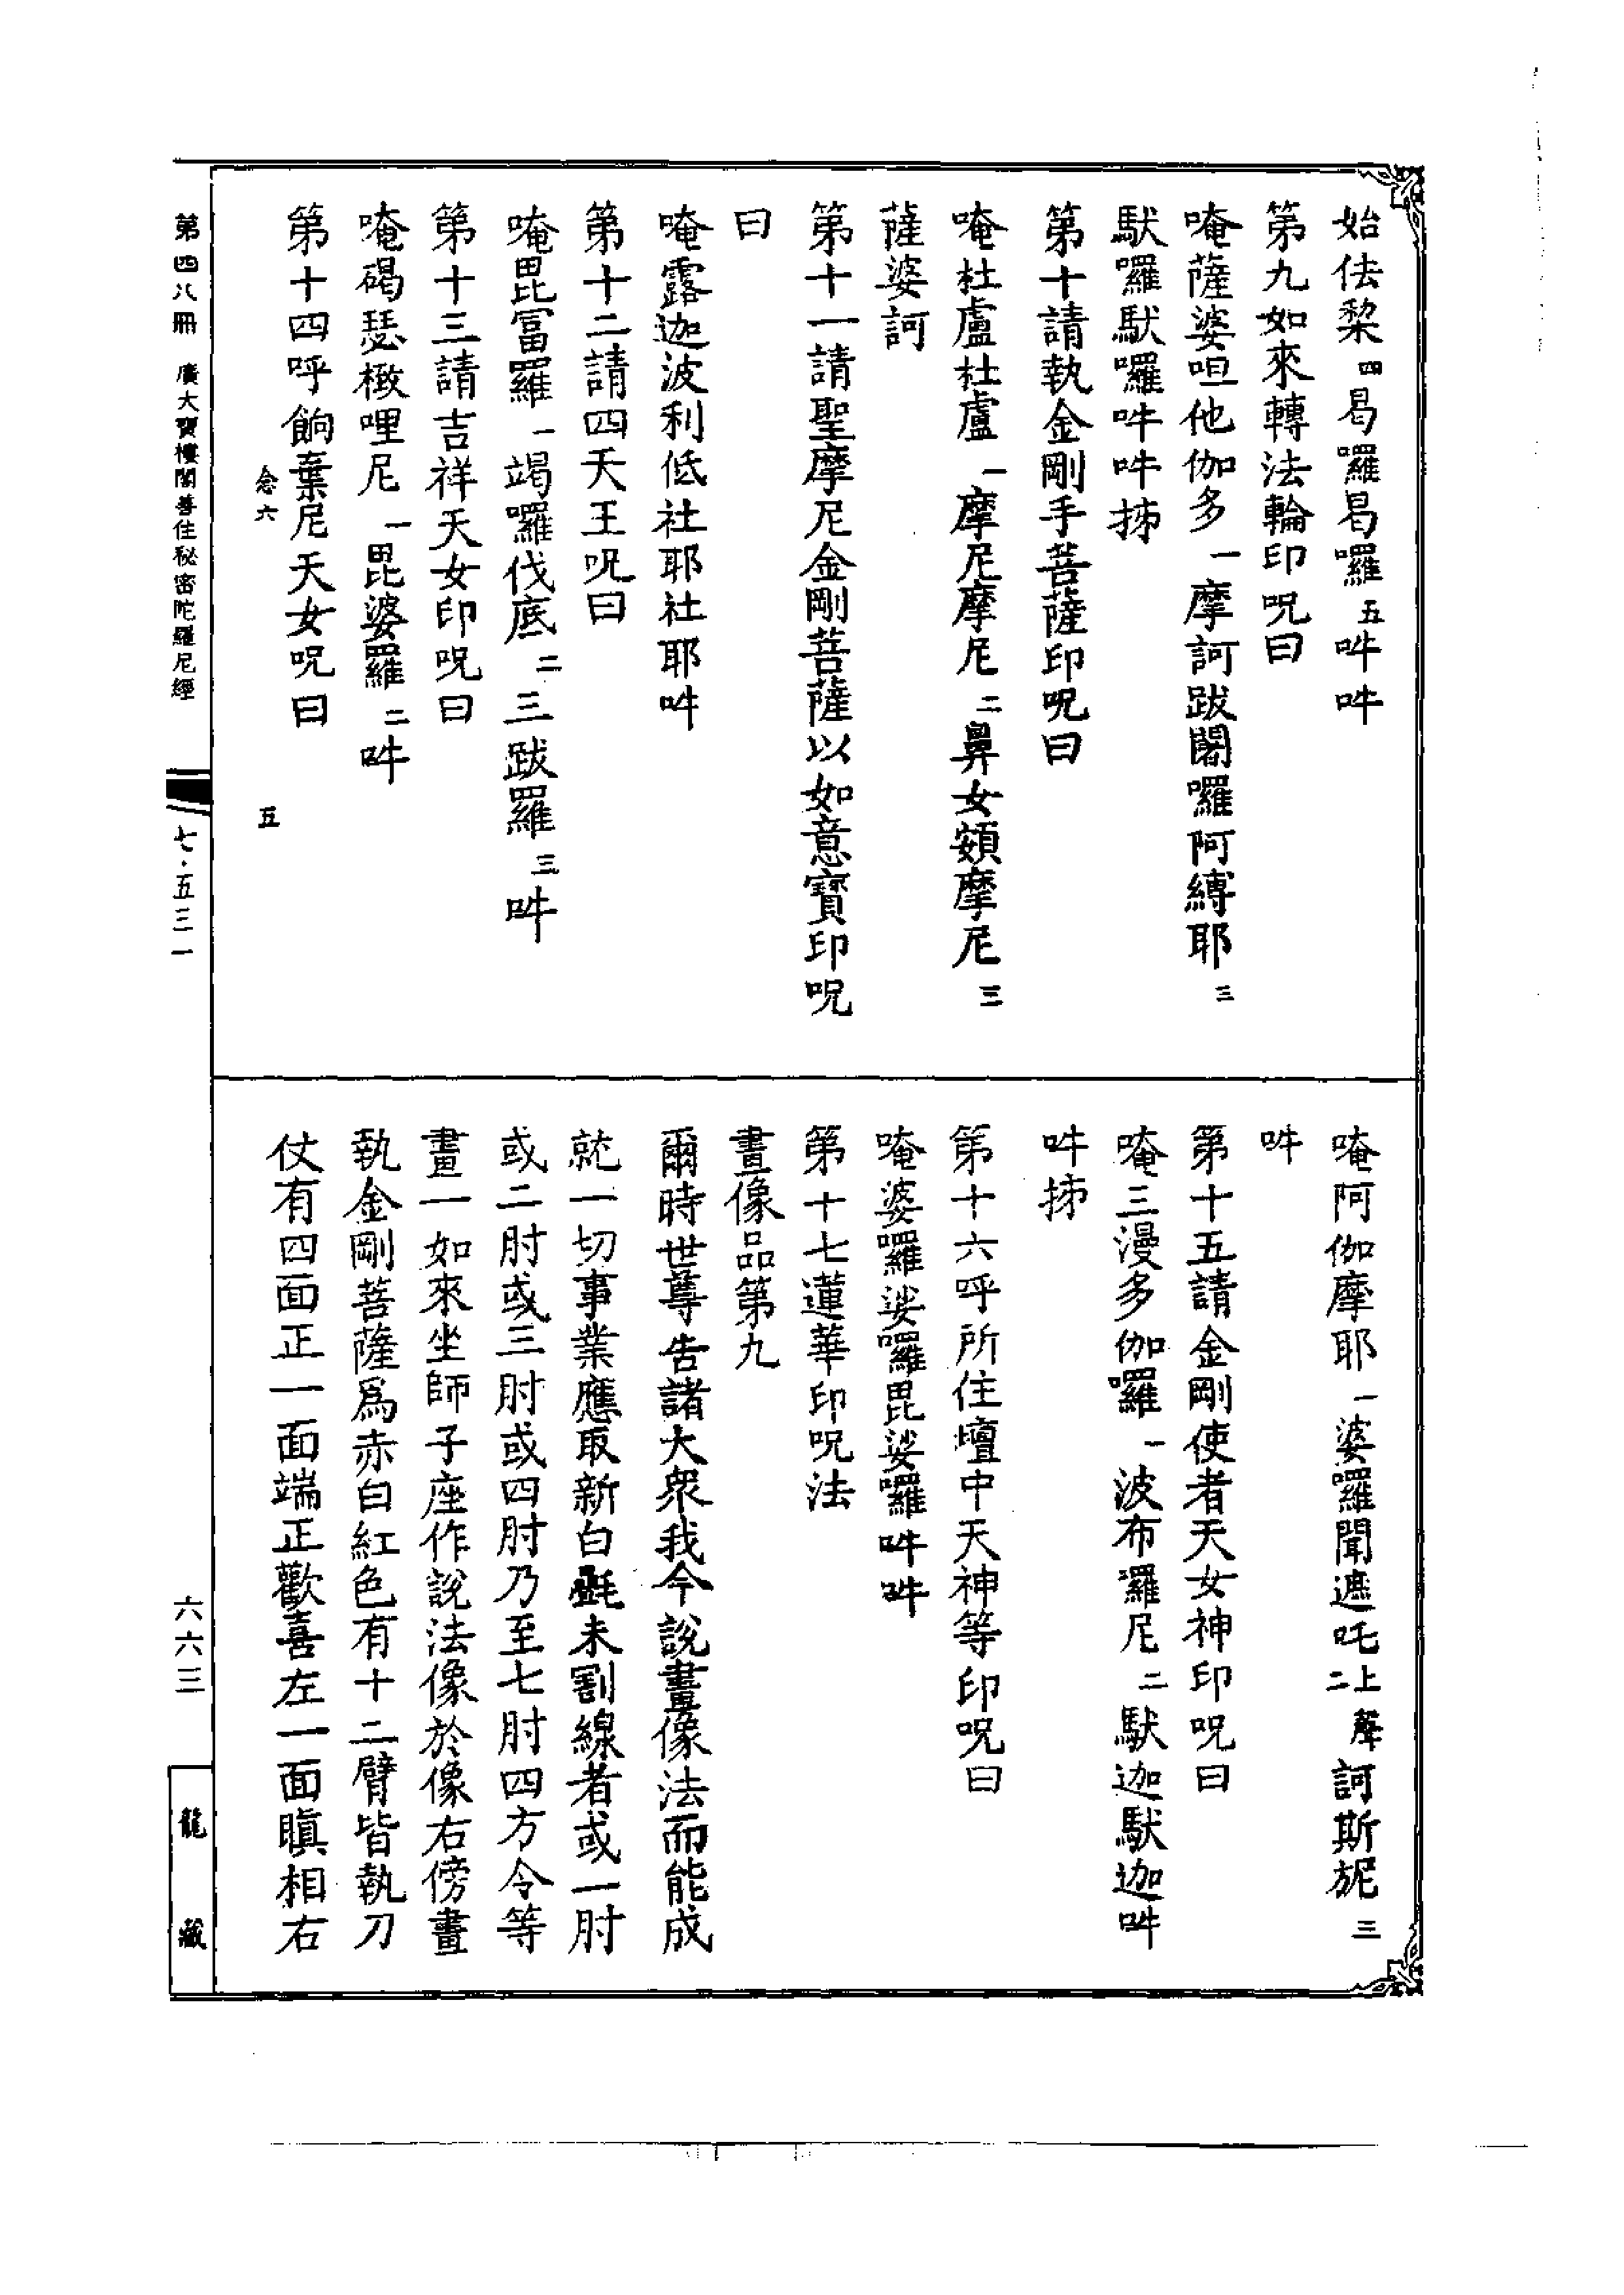 始佉棃四曷囉曷囉五吽吽
第九如來轉法輪印呪曰
唵薩婆呾他伽多一摩訶跋闍囉阿縛耶三
馱囉馱囉吽吽抪
第十請執金剛手菩薩印呪曰
唵杜盧杜盧一摩尼摩尼二鼻女頞摩尼三
薩婆訶
第十一請聖摩尼金剛菩薩以如意寶印呪
曰
唵露迦波利低社耶社耶吽
第十二請四天王呪曰
唵毘富羅一竭囉伐底二三跋羅三吽
第十三請吉祥天女印呪曰
唵碣瑟㮹哩尼一毘婆羅二吽
第十四呼餉棄尼天女呪曰
念六 五
唵阿伽摩耶一婆囉聞遮吒上聲二訶斯旎三
吽
第十五請金剛使者天女神印呪曰
唵三漫多伽囉一波布囉尼二馱迦馱迦吽
吽抪
第十六呼所住壇中天神等印呪曰
唵婆囉娑囉毘娑囉吽吽
第十七蓮華印呪法
畫像品第九
爾時世尊告諸大衆我今說畫像法而能成
就一切事業應取新白㲲未割線者或一肘
或二肘或三肘或四肘乃至七肘四方令等
畫一如來坐師子座作說法像於像右傍畫
執金剛菩薩爲赤白紅色有十二臂皆執刀
仗有四面正一面端正歡喜左一面瞋相右
第四八冊 廣大寶樓閣善住秘密陀羅尼經
七·五三一
六六三
龍藏